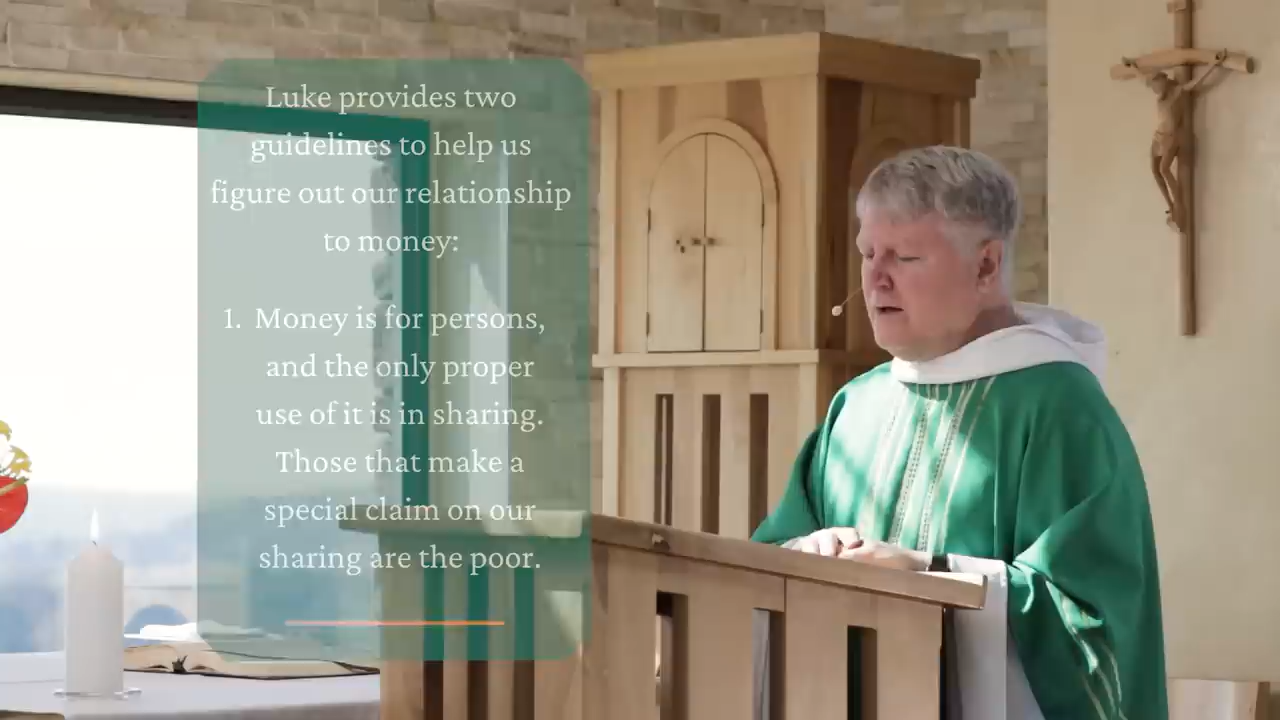 Luke provides two
guidelines to help us
figure out our relationship
to money:
1. Money is for persons,
and the only proper
use of it is in sharing.
Those that make a
special claim on our
sharing are the poor.